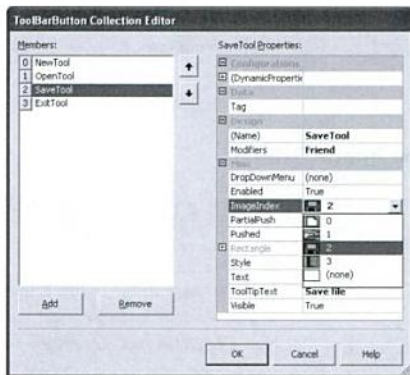 ToolBarButton Collection Editor
Members:
0 NewTool
1 OpenTool
2 SaveTool
3 ExitTool
Add
Remove
SaveTool Properties:
Configurations
(DynamicPropertie
Data
Tag
Design
(Name) SaveTool
Modifiers Friend
Misc
DropDownMenu (none)
Enabled True
ImageIndex 2
PartialPush 0
Pushed 1
Rectangle 2
Style 3
Text (none)
ToolTipText Save file
Visible True
OK
Cancel
Help